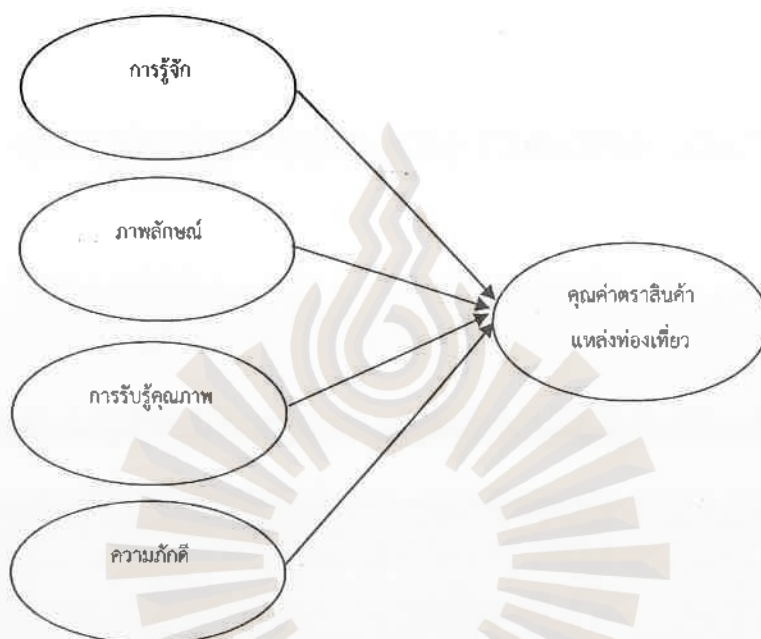 การรู้จัก
ภาพลักษณ์
คุณค่าตราสินค้า
แหล่งท่องเที่ยว
การรับรู้คุณภาพ
ความภักดี